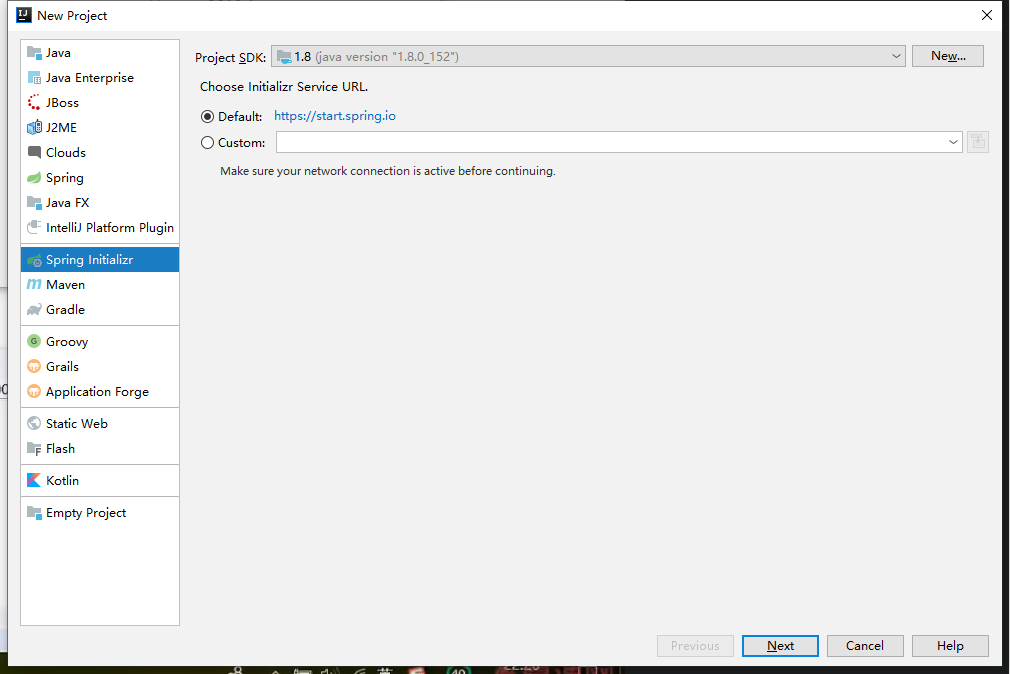 New Project
Java
Java Enterprise
JBoss
J2ME
Clouds
Spring
Java FX
IntelliJ Platform Plugin
Spring Initializr
Maven
Gradle
Groovy
Grails
Application Forge
Static Web
Flash
Kotlin
Empty Project
Project SDK: 1.8 (java version "1.8.0_152") New...
Choose Initializr Service URL.
Default: https://start.spring.io
Custom:
Make sure your network connection is active before continuing.
Previous Next Cancel Help